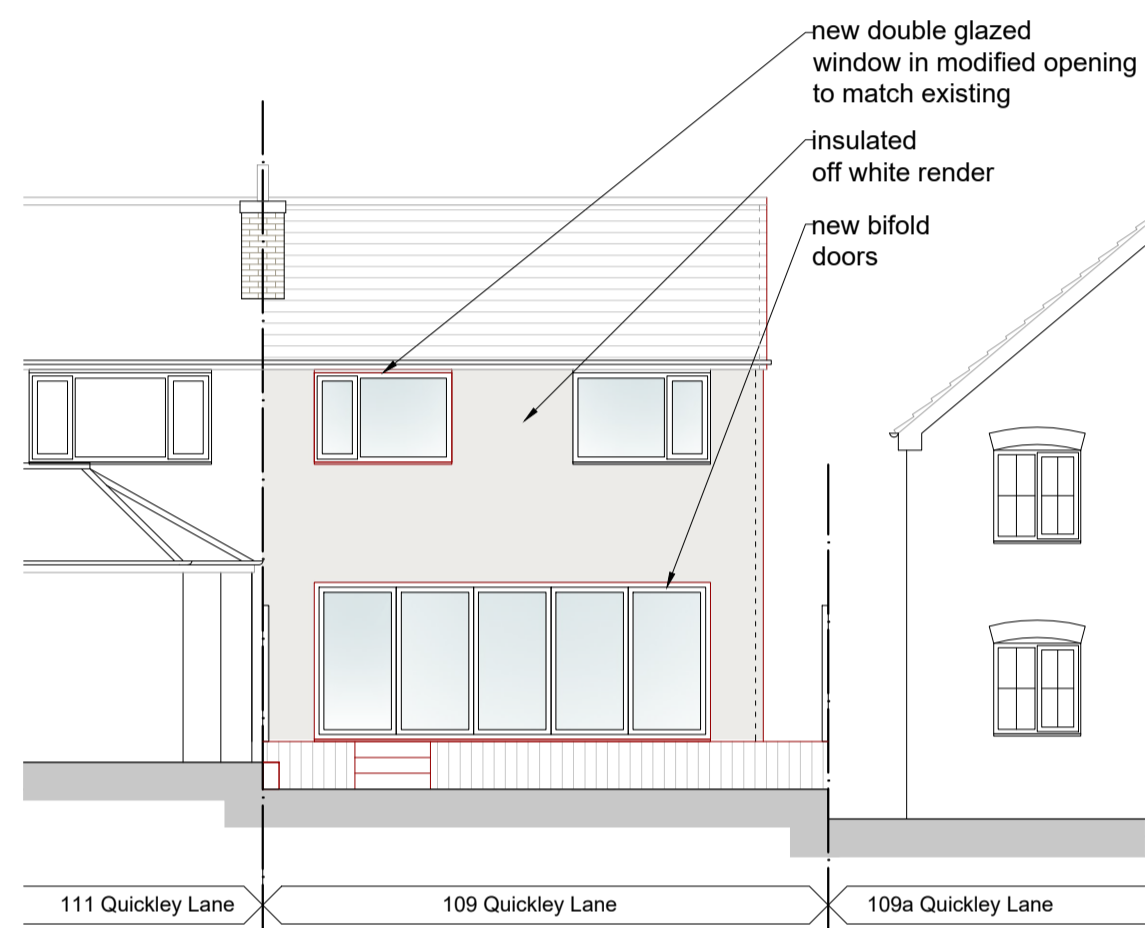 new double glazed
window in modified opening
to match existing
insulated
off white render
new bifold
doors
111 Quickley Lane
109 Quickley Lane
109a Quickley Lane